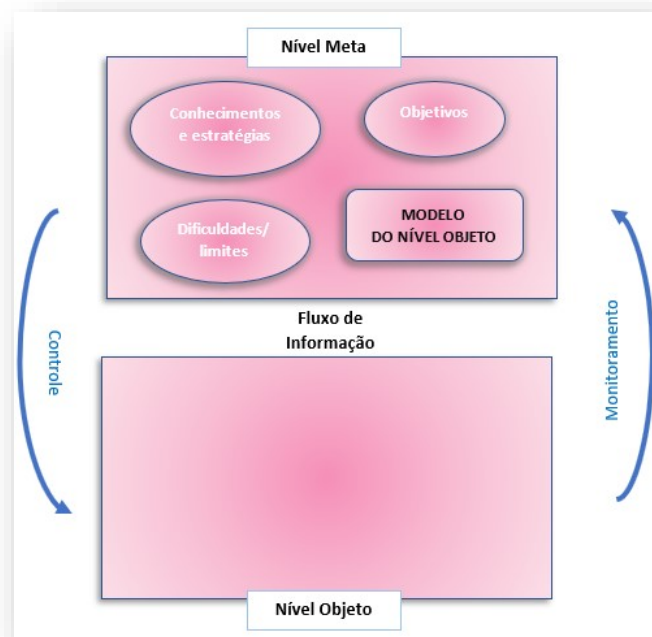 Nível Meta
Conhecimentos
e estratégias
Objetivos
Dificuldades/
limites
MODELO
DO NÍVEL OBJETO
Fluxo de
Informação
Controle
Monitoramento
Nível Objeto